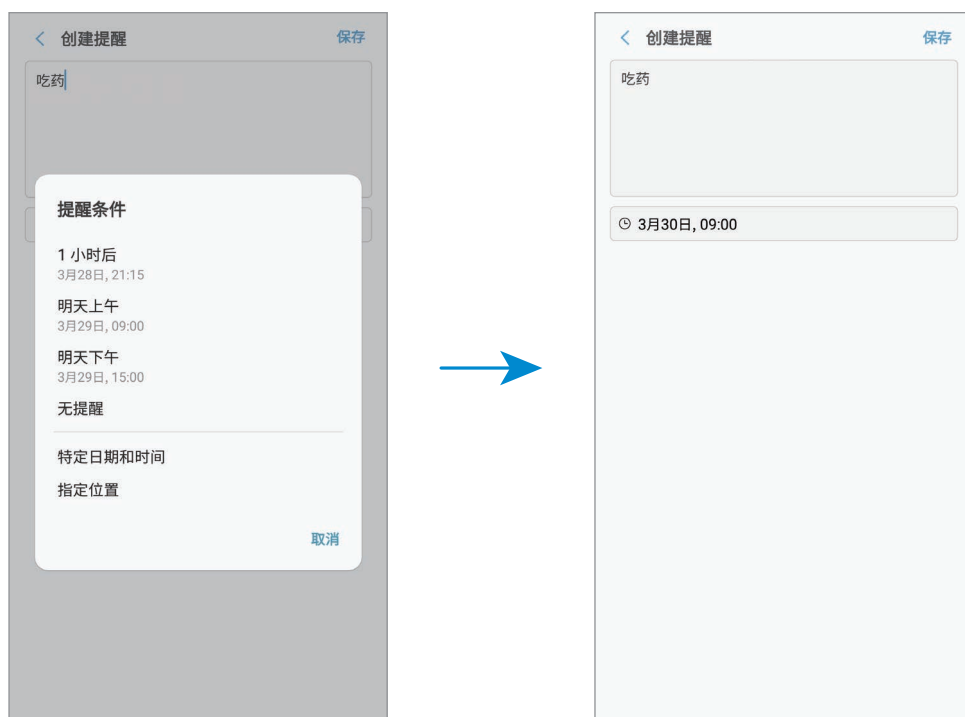 创建提醒
保存
吃药
提醒条件
1 小时后
3月28日, 21:15
明天上午
3月29日, 09:00
明天下午
3月29日, 15:00
无提醒
特定日期和时间
指定位置
取消
创建提醒
保存
吃药
3月30日, 09:00